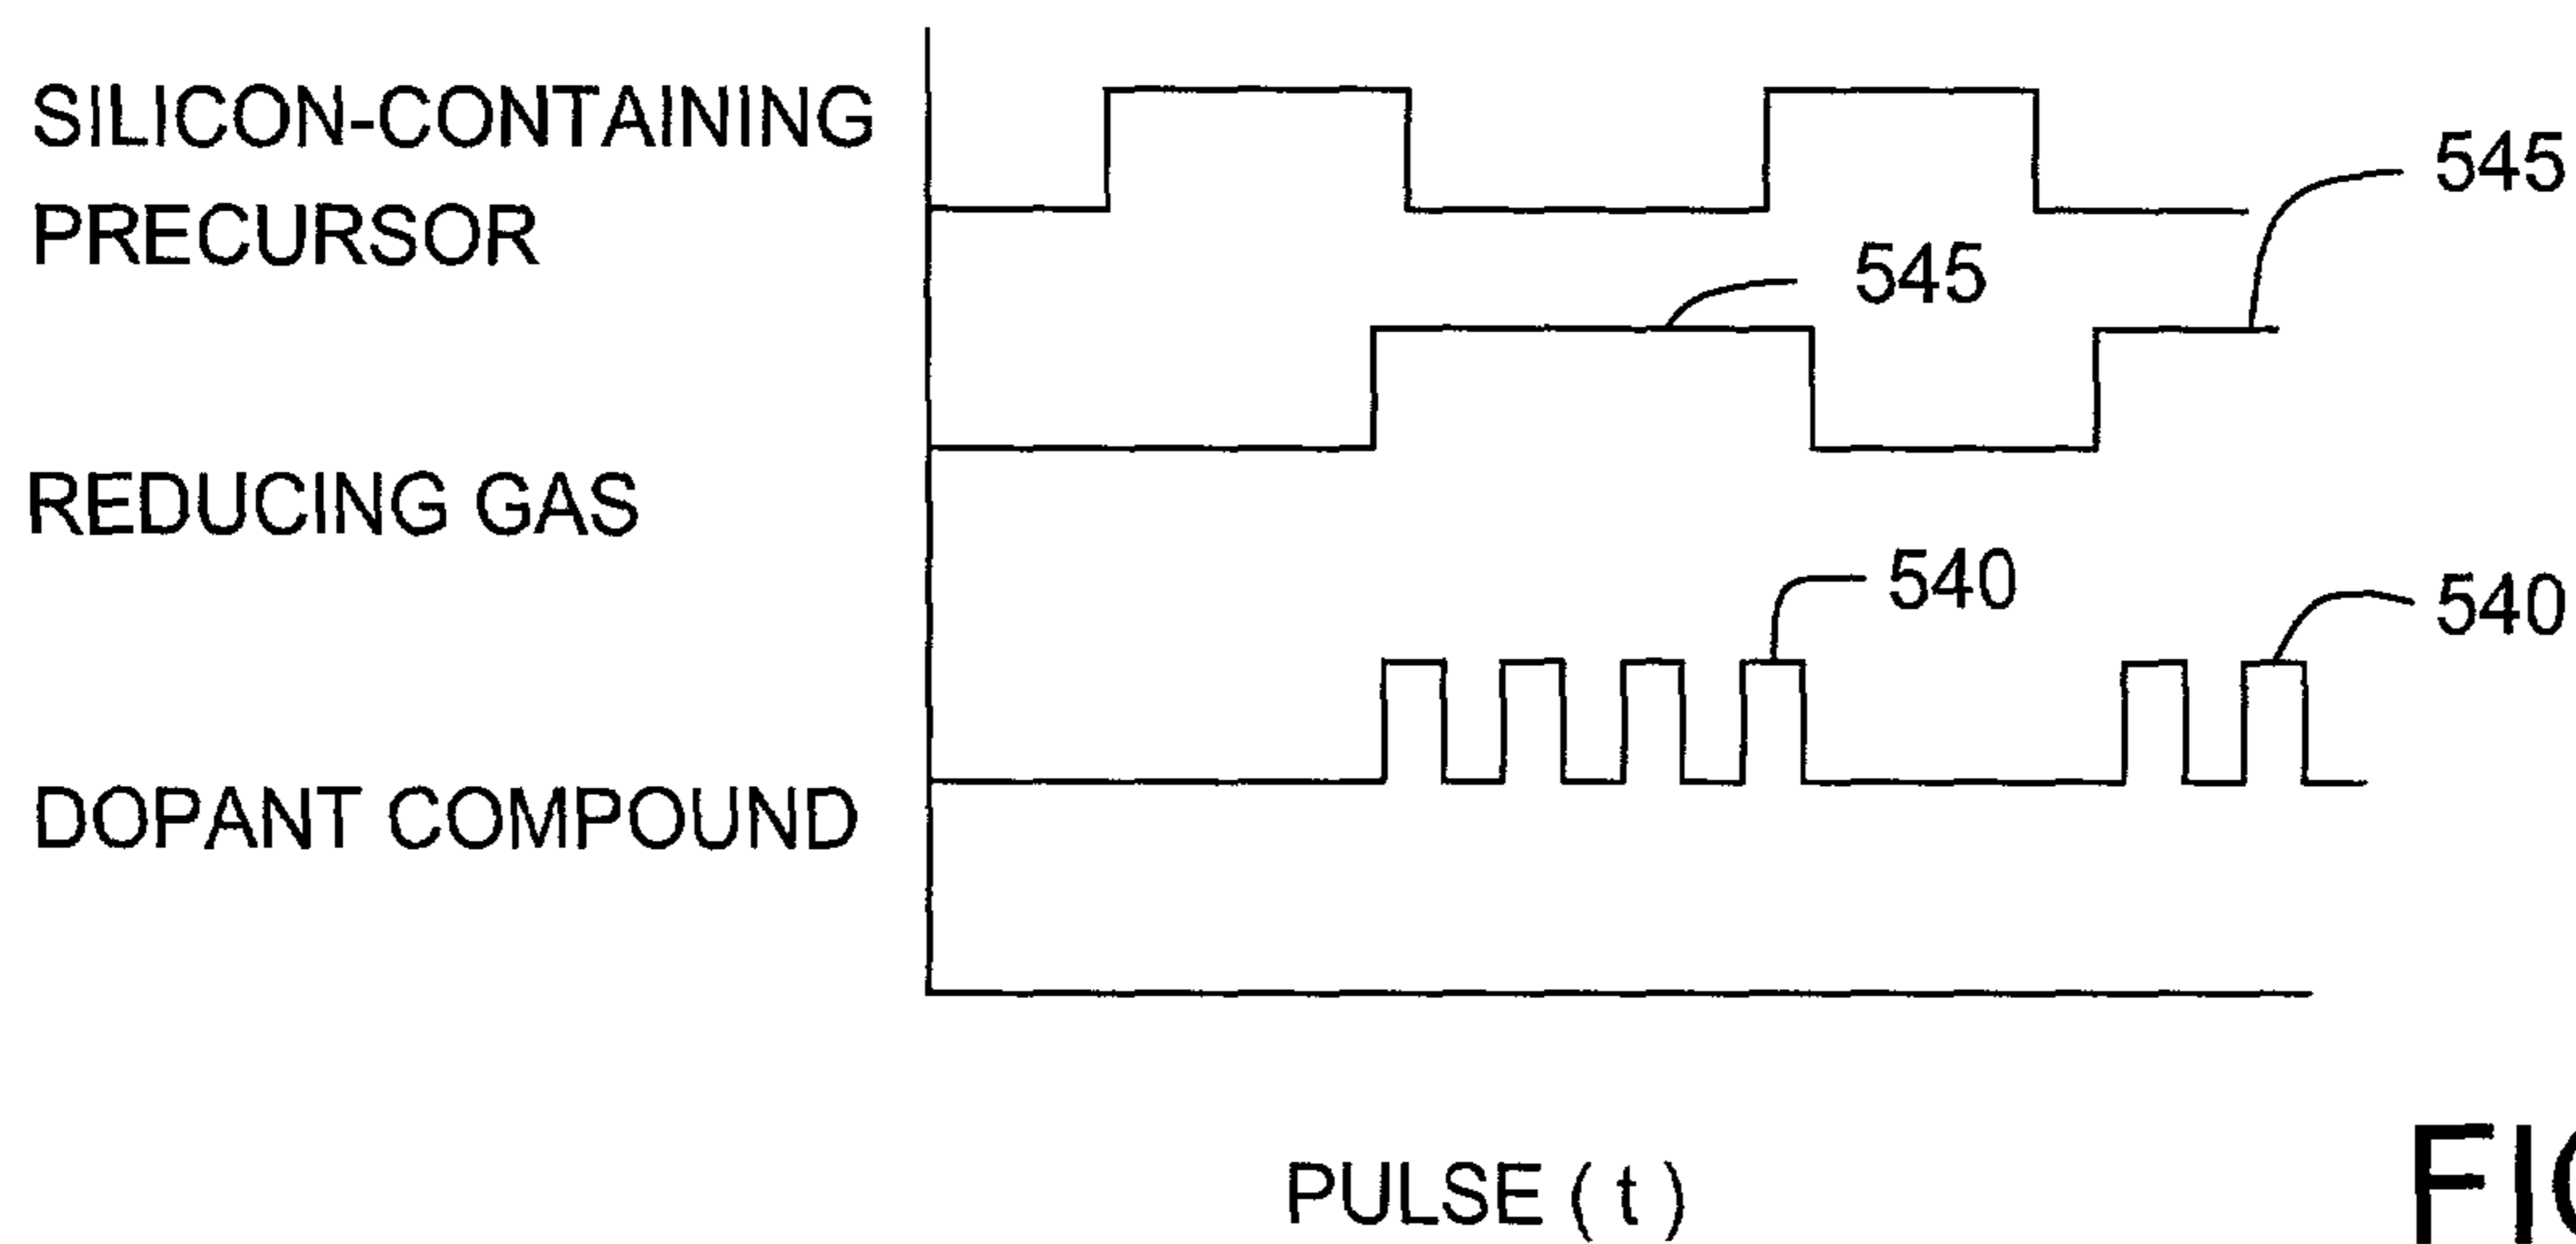 SILICON-CONTAINING
PRECURSOR
545
545
REDUCING GAS
540
540
DOPANT COMPOUND
PULSE ( t )